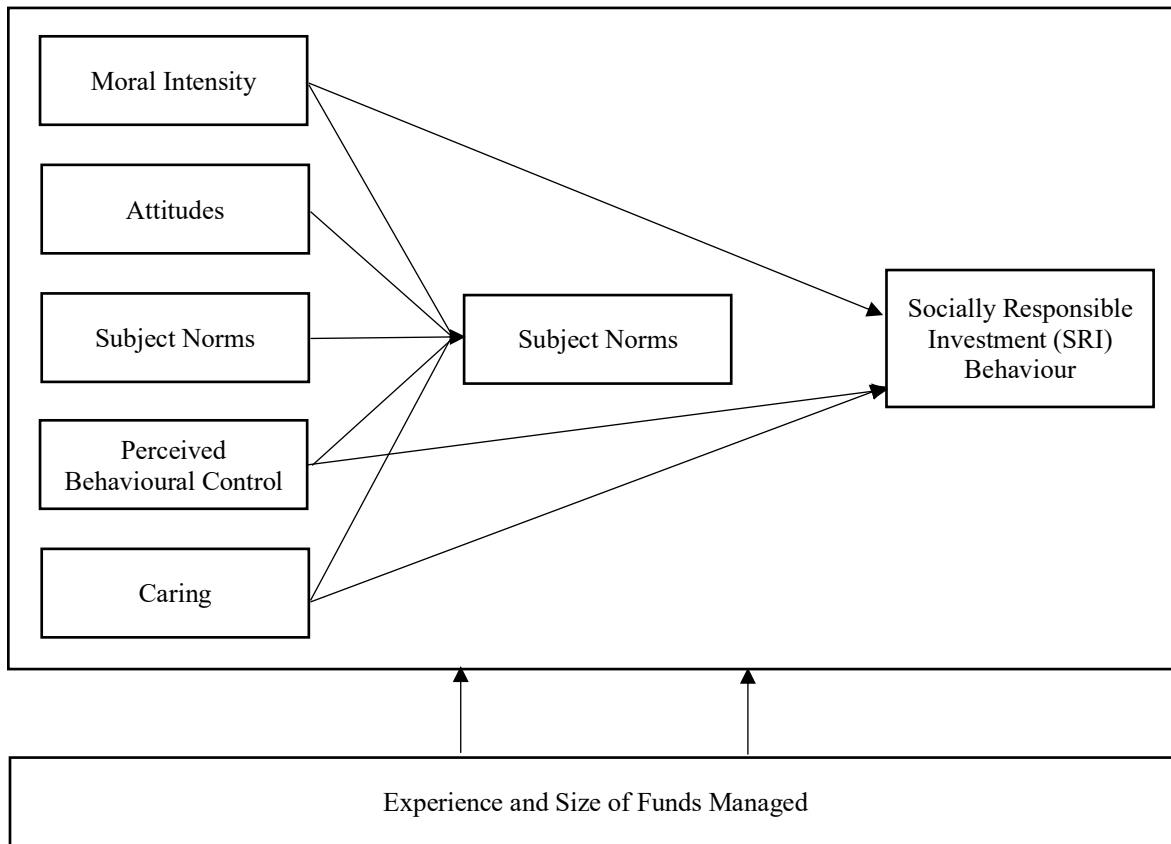 Moral Intensity
Attitudes
Subject Norms
Perceived
Behavioural Control
Caring
Subject Norms
Socially Responsible
Investment (SRI)
Behaviour
Experience and Size of Funds Managed